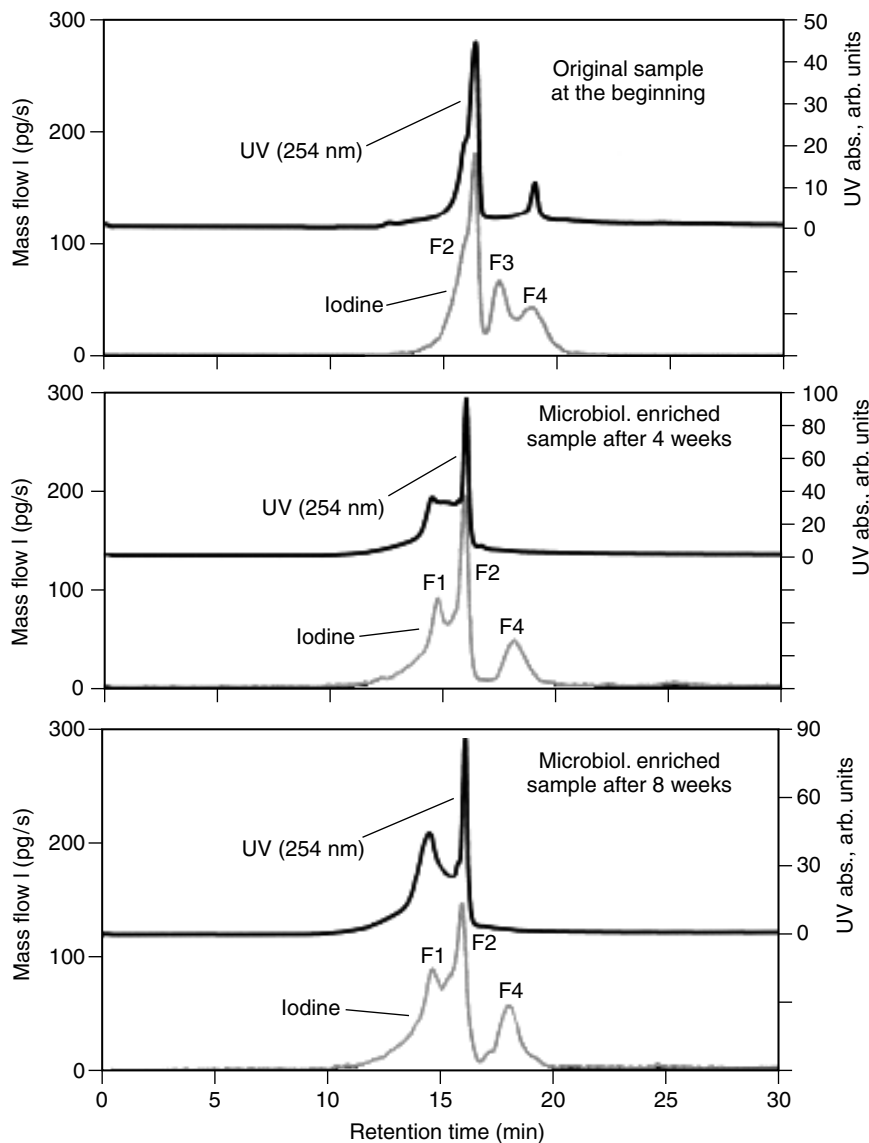 300
200
100
0
Mass flow I (pg/s)
Original sample
at the beginning
UV (254 nm)
F2
F3
F4
Iodine
50
40
30
20
10
0
UV abs., arb. units
300
200
100
0
Mass flow I (pg/s)
Microbiol. enriched
sample after 4 weeks
UV (254 nm)
F1
F2
F4
Iodine
100
80
60
40
20
0
UV abs., arb. units
300
200
100
0
Mass flow I (pg/s)
Microbiol. enriched
sample after 8 weeks
UV (254 nm)
F1
F2
F4
Iodine
90
60
30
0
UV abs., arb. units
0 5 10 15 20 25 30
Retention time (min)